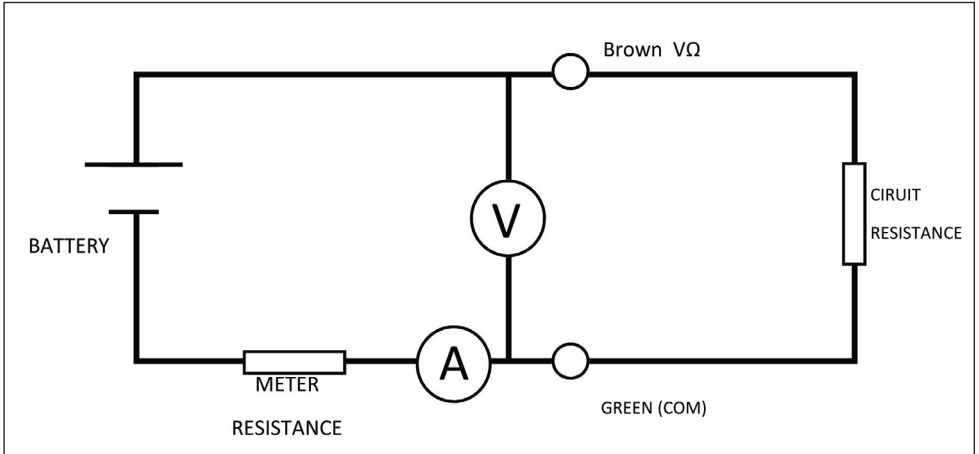 Brown VΩ
V
CIRUIT
RESISTANCE
BATTERY
A
METER
RESISTANCE
GREEN (COM)